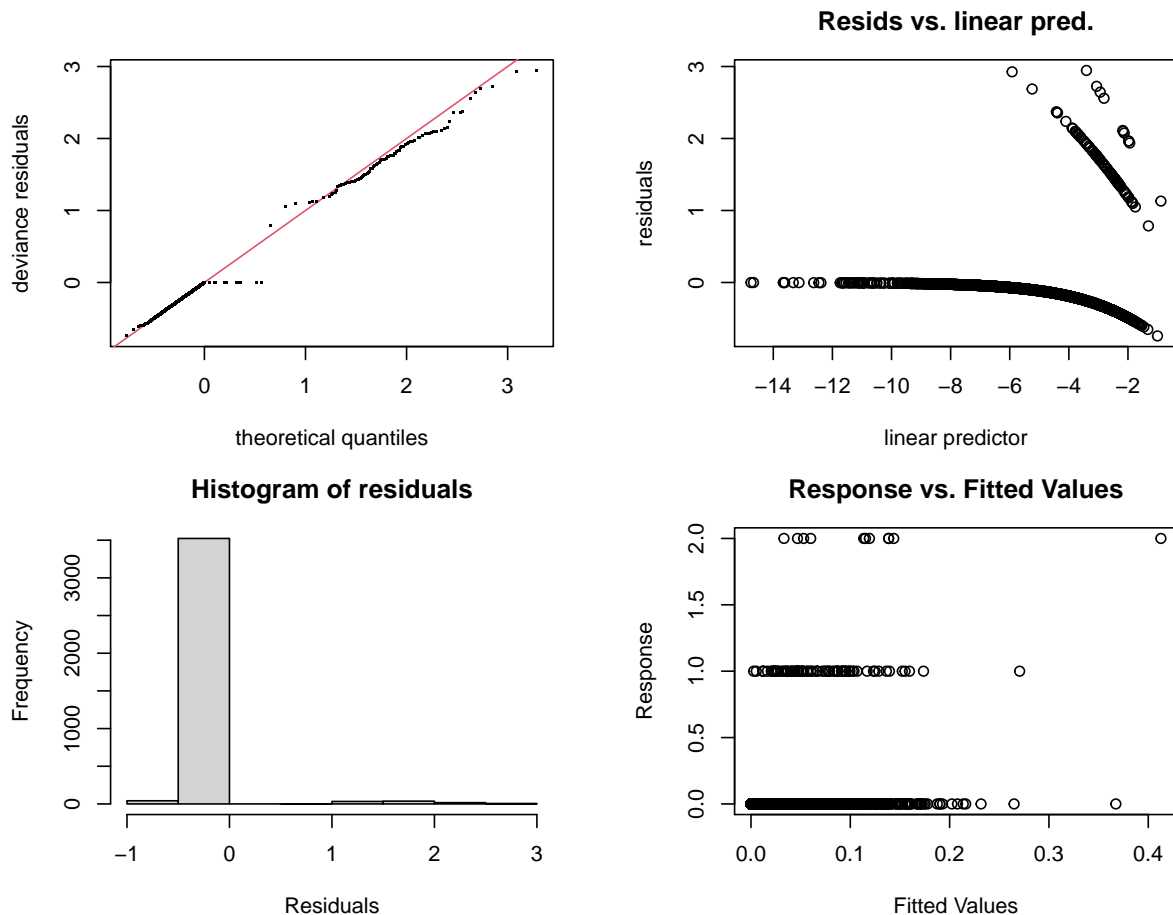 deviance residuals
3
2
1
0
0 1 2 3
theoretical quantiles
Resids vs. linear pred.
residuals
3
2
1
0
−14 −12 −10 −8 −6 −4 −2
linear predictor
Histogram of residuals
Frequency
3000
2000
1000
0
−1 0 1 2 3
Residuals
Response vs. Fitted Values
Response
2.0
1.5
1.0
0.5
0.0
0.0 0.1 0.2 0.3 0.4
Fitted Values